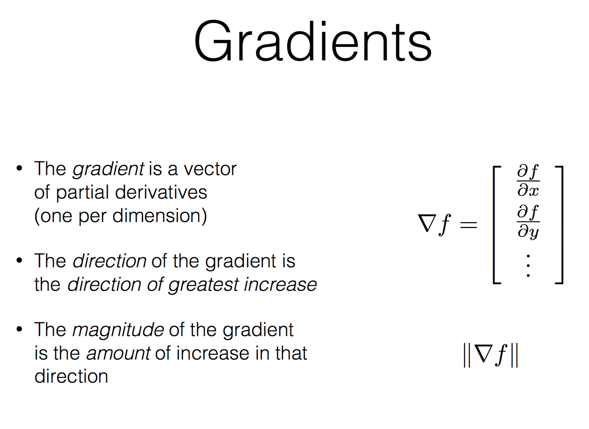 Gradients
• The gradient is a vector
of partial derivatives
(one per dimension)
∇f = [ ∂f/∂x ∂f/∂y ⋮ ]
• The direction of the gradient is
the direction of greatest increase
• The magnitude of the gradient
is the amount of increase in that
direction
‖∇f‖